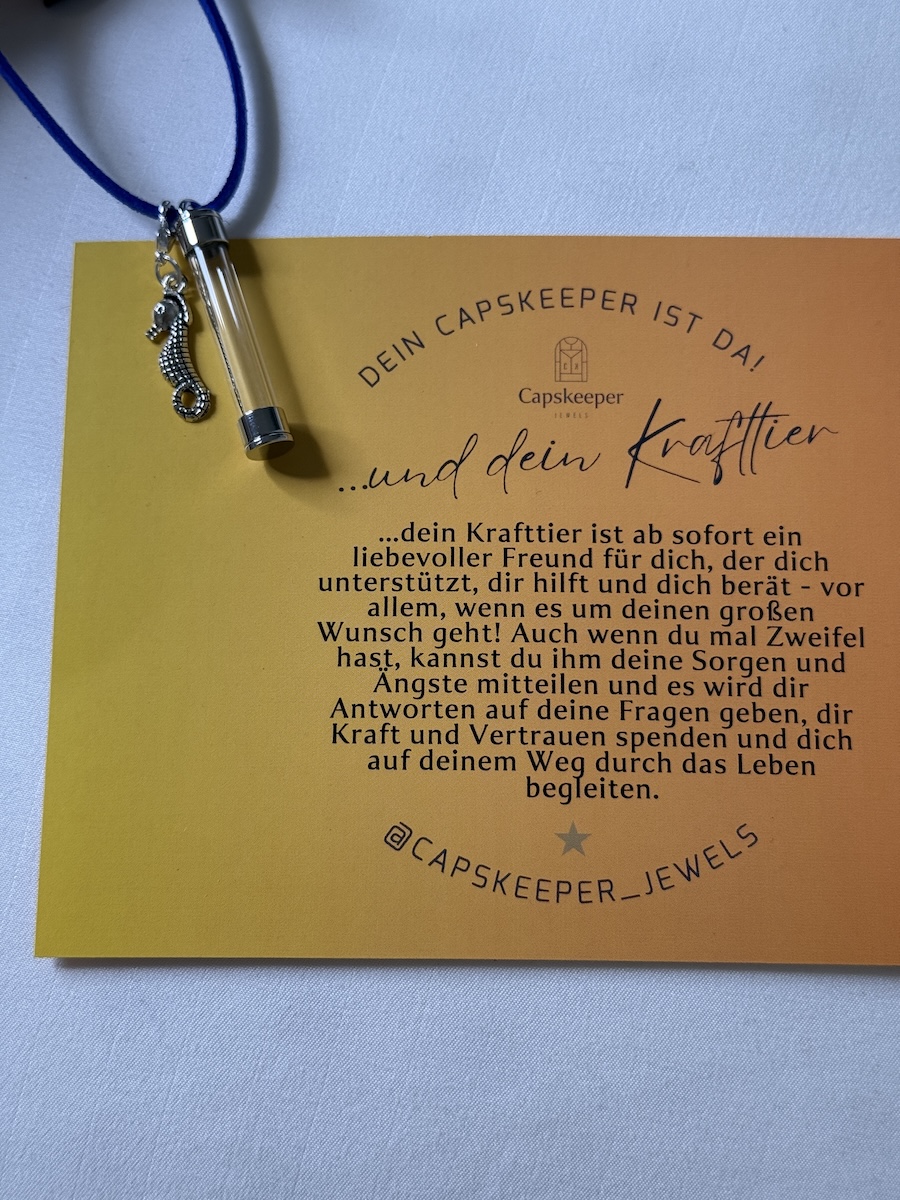 DEIN CAPSKEEPER IST DA!
C K
Capskeeper
JEWELS
...und dein Krafttier
...dein Krafttier ist ab sofort ein
liebevoller Freund für dich, der dich
unterstützt, dir hilft und dich berät - vor
allem, wenn es um deinen großen
Wunsch geht! Auch wenn du mal Zweifel
hast, kannst du ihm deine Sorgen und
Ängste mitteilen und es wird dir
Antworten auf deine Fragen geben, dir
Kraft und Vertrauen spenden und dich
auf deinem Weg durch das Leben
begleiten.
@CAPSKEEPER_JEWELS